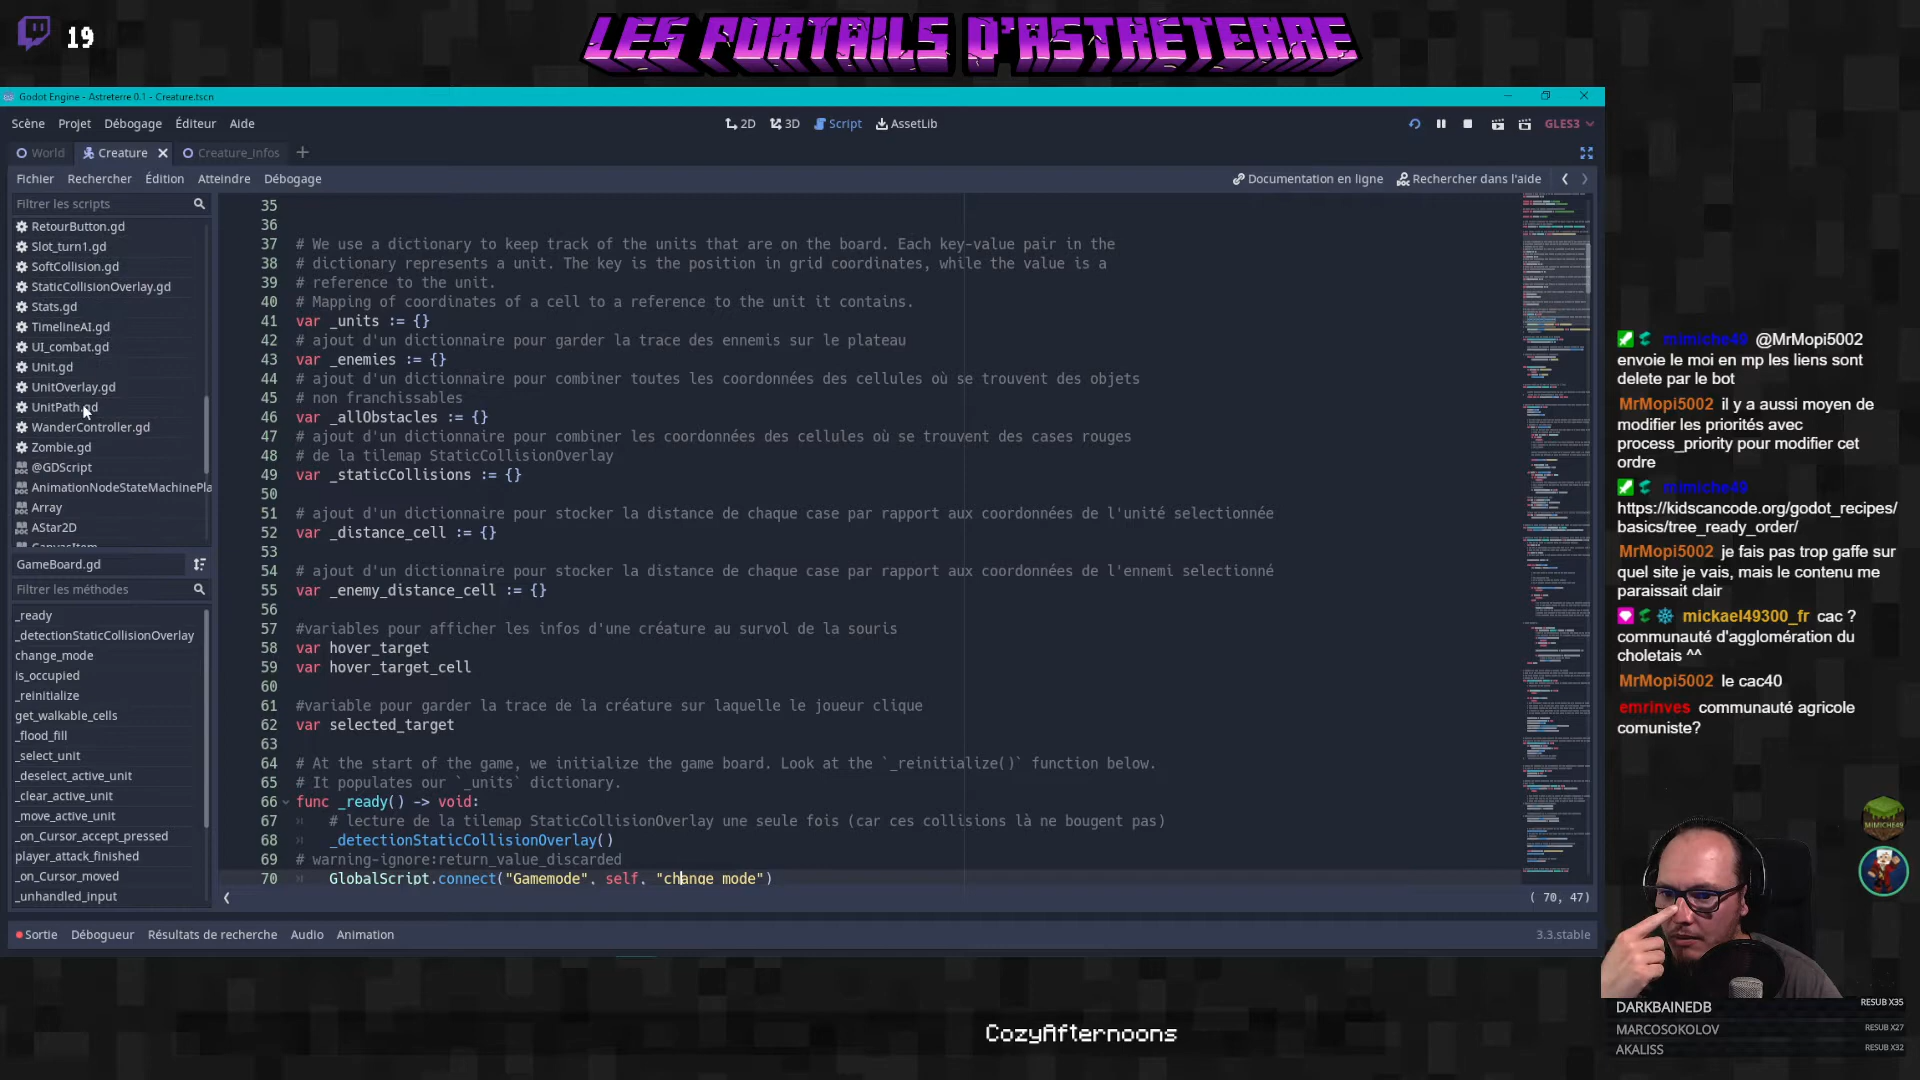 19
LES PORTAILS D'ASTRETERRE
Godot Engine - Astreterre 0.1 - Creature.tscn
Scène Projet Débogage Éditeur Aide
2D 3D Script AssetLib
GLES3
World Creature Creature_Infos
Fichier Rechercher Édition Atteindre Débogage
Documentation en ligne Rechercher dans l'aide
Filtrer les scripts
RetourButton.gd
Slot_turn1.gd
SoftCollision.gd
StaticCollisionOverlay.gd
Stats.gd
TimelineAI.gd
UI_combat.gd
Unit.gd
UnitOverlay.gd
UnitPath.gd
WanderController.gd
Zombie.gd
@GDScript
AnimationNodeStateMachinePla
Array
AStar2D
CanvasItem
GameBoard.gd
Filtrer les méthodes
_ready
_detectionStaticCollisionOverlay
change_mode
is_occupied
_reinitialize
get_walkable_cells
_flood_fill
_select_unit
_deselect_active_unit
_clear_active_unit
_move_active_unit
_on_Cursor_accept_pressed
player_attack_finished
_on_Cursor_moved
_unhandled_input
35
36
37 # We use a dictionary to keep track of the units that are on the board. Each key-value pair in the
38 # dictionary represents a unit. The key is the position in grid coordinates, while the value is a
39 # reference to the unit.
40 # Mapping of coordinates of a cell to a reference to the unit it contains.
41 var _units := {}
42 # ajout d'un dictionnaire pour garder la trace des ennemis sur le plateau
43 var _enemies := {}
44 # ajout d'un dictionnaire pour combiner toutes les coordonnées des cellules où se trouvent des objets
45 # non franchissables
46 var _allObstacles := {}
47 # ajout d'un dictionnaire pour combiner les coordonnées des cellules où se trouvent des cases rouges
48 # de la tilemap StaticCollisionOverlay
49 var _staticCollisions := {}
50
51 # ajout d'un dictionnaire pour stocker la distance de chaque case par rapport aux coordonnées de l'unité selectionnée
52 var _distance_cell := {}
53
54 # ajout d'un dictionnaire pour stocker la distance de chaque case par rapport aux coordonnées de l'ennemi selectionné
55 var _enemy_distance_cell := {}
56
57 #variables pour afficher les infos d'une créature au survol de la souris
58 var hover_target
59 var hover_target_cell
60
61 #variable pour garder la trace de la créature sur laquelle le joueur clique
62 var selected_target
63
64 # At the start of the game, we initialize the game board. Look at the `_reinitialize()` function below.
65 # It populates our `_units` dictionary.
66 func _ready() -> void:
67 # lecture de la tilemap StaticCollisionOverlay une seule fois (car ces collisions là ne bougent pas)
68 _detectionStaticCollisionOverlay()
69 # warning-ignore:return_value_discarded
70 GlobalScript.connect("Gamemode", self, "change_mode")
( 70, 47)
Sortie Débogueur Résultats de recherche Audio Animation
3.3.stable
mimiche49 @MrMopi5002
envoie le moi en mp les liens sont
delete par le bot
MrMopi5002 il y a aussi moyen de
modifier les priorités avec
process_priority pour modifier cet
ordre
mimiche49
https://kidscancode.org/godot_recipes/
basics/tree_ready_order/
MrMopi5002 je fais pas trop gaffe sur
quel site je vais, mais le contenu me
paraissait clair
mickael49300_fr cac ?
communauté d'agglomération du
choletais ^^
MrMopi5002 le cac40
emrinves communauté agricole
comuniste?
MIMICHE49
DARKBAINEDB RESUB X35
MARCOSOKOLOV RESUB X27
AKALISS RESUB X32
CozyAfternoons